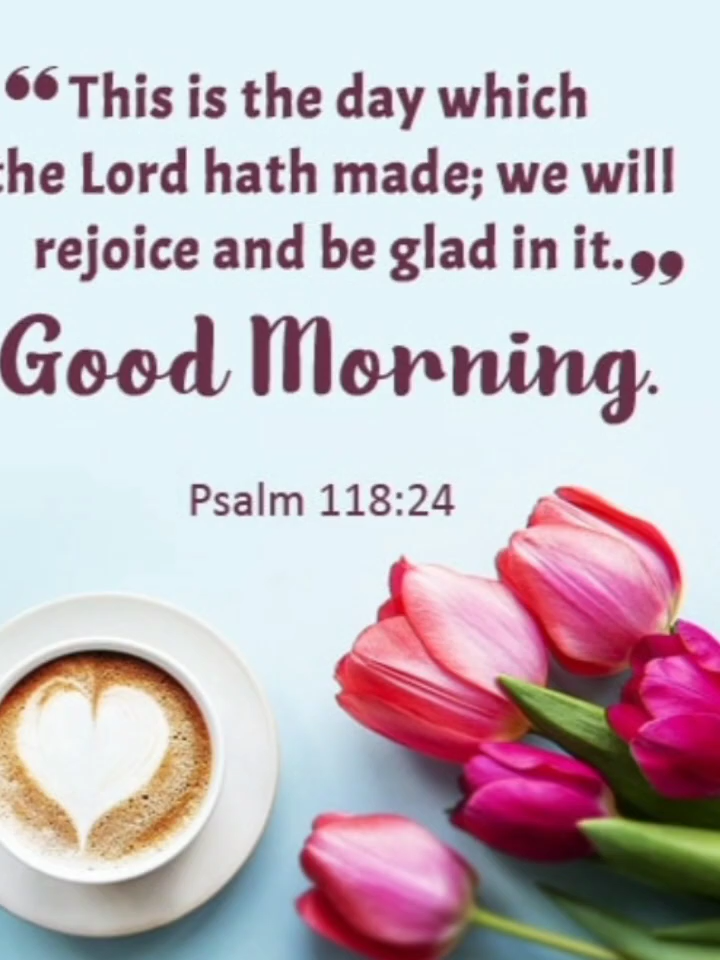 “This is the day which
the Lord hath made; we will
rejoice and be glad in it.”
Good Morning.
Psalm 118:24